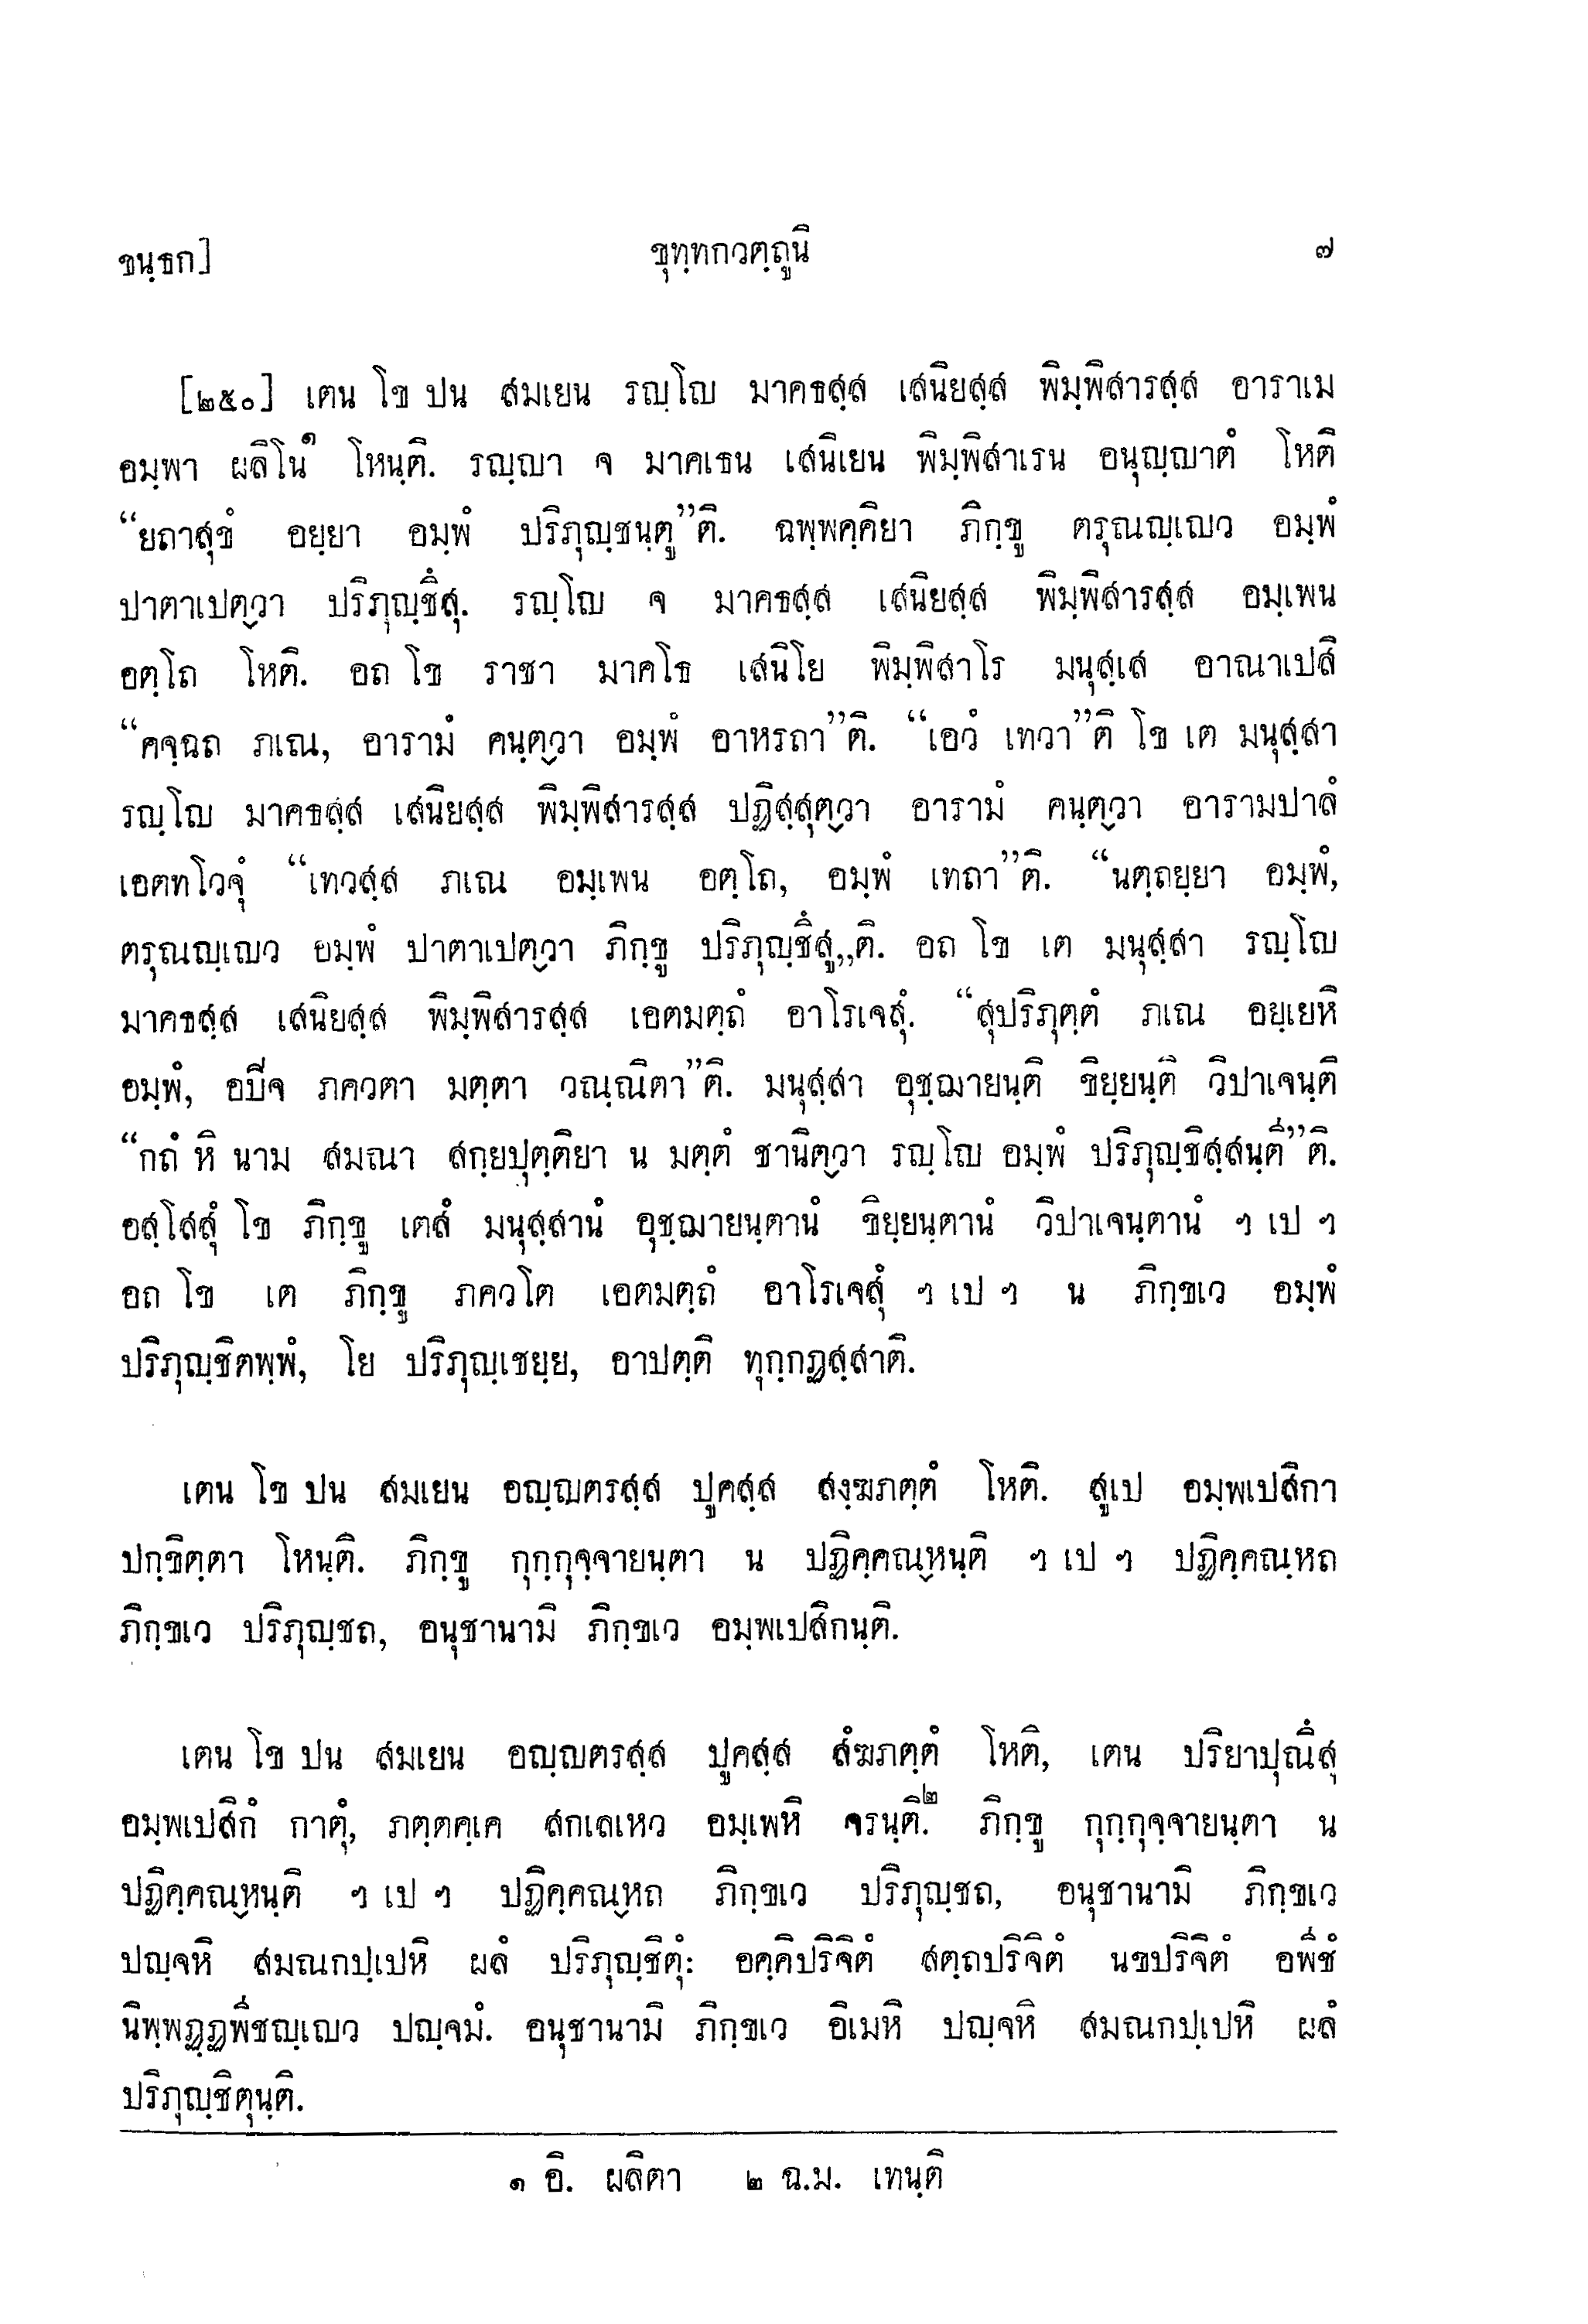 ขนฺธก]
ขุทฺทกวตฺถูนิ
๗
[๒๕๐] เตน โข ปน สมเยน รญฺโญ มาคธสฺส เสนิยสฺส พิมฺพิสารสฺส อาราเม
อมฺพา ผลิโน๑ โหนฺติ. รญฺญา จ มาคเธน เสนิเยน พิมฺพิสาเรน อนุญฺญาตํ โหติ
“ยถาสุขํ อยฺยา อมฺพํ ปริภุญฺชนฺตู”ติ. ฉพฺพคฺคิยา ภิกฺขู ตรุณญฺเญว อมฺพํ
ปาตาเปตฺวา ปริภุญฺชึสุ. รญฺโญ จ มาคธสฺส เสนิยสฺส พิมฺพิสารสฺส อมฺเพน
อตฺโถ โหติ. อถ โข ราชา มาคโธ เสนิโย พิมฺพิสาโร มนุสฺเส อาณาเปสิ
“คจฺฉถ ภเณ, อารามํ คนฺตฺวา อมฺพํ อาหรถา”ติ. “เอวํ เทวา”ติ โข เต มนุสฺสา
รญฺโญ มาคธสฺส เสนิยสฺส พิมฺพิสารสฺส ปฏิสฺสุตฺวา อารามํ คนฺตฺวา อารามปาลํ
เอตทโวจุํ “เทวสฺส ภเณ อมฺเพน อตฺโถ, อมฺพํ เทถา”ติ. “นตฺถยฺยา อมฺพํ,
ตรุณญฺเญว อมฺพํ ปาตาเปตฺวา ภิกฺขู ปริภุญฺชึสู„ติ. อถ โข เต มนุสฺสา รญฺโญ
มาคธสฺส เสนิยสฺส พิมฺพิสารสฺส เอตมตฺถํ อาโรเจสุํ. “สุปริภุตฺตํ ภเณ อยฺเยหิ
อมฺพํ, อปิจ ภควตา มตฺตา วณฺณิตา”ติ. มนุสฺสา อุชฺฌายนฺติ ขิยฺยนฺติ วิปาเจนฺติ
“กถํ หิ นาม สมณา สกฺยปุตฺติยา น มตฺตํ ชานิตฺวา รญฺโญ อมฺพํ ปริภุญฺชิสฺสนฺตี”ติ.
อสฺโสสุํ โข ภิกฺขู เตสํ มนุสฺสานํ อุชฺฌายนฺตานํ ขิยฺยนฺตานํ วิปาเจนฺตานํ ฯ เป ฯ
อถ โข เต ภิกฺขู ภควโต เอตมตฺถํ อาโรเจสุํ ฯ เป ฯ น ภิกฺขเว อมฺพํ
ปริภุญฺชิตพฺพํ, โย ปริภุญฺเชยฺย, อาปตฺติ ทุกฺกฏสฺสาติ.
เตน โข ปน สมเยน อญฺญตรสฺส ปูคสฺส สงฺฆภตฺตํ โหติ. สูเป อมฺพเปสิกา
ปกฺขิตฺตา โหนฺติ. ภิกฺขู กุกฺกุจฺจายนฺตา น ปฏิคฺคณฺหนฺติ ฯ เป ฯ ปฏิคฺคณฺหถ
ภิกฺขเว ปริภุญฺชถ, อนุชานามิ ภิกฺขเว อมฺพเปสิกนฺติ.
เตน โข ปน สมเยน อญฺญตรสฺส ปูคสฺส สํฆภตฺตํ โหติ, เตน ปริยาปุณึสุ
อมฺพเปสิกํ กาตุํ, ภตฺตคฺเค สกเลเหว อมฺเพหิ จรนฺติ.๒ ภิกฺขู กุกฺกุจฺจายนฺตา น
ปฏิคฺคณฺหนฺติ ฯ เป ฯ ปฏิคฺคณฺหถ ภิกฺขเว ปริภุญฺชถ, อนุชานามิ ภิกฺขเว
ปญฺจหิ สมณกปฺเปหิ ผลํ ปริภุญฺชิตุํ: อคฺคิปริจิตํ สตฺถปริจิตํ นขปริจิตํ อพีชํ
นิพฺพฏฺฏพีชญฺเญว ปญฺจมํ. อนุชานามิ ภิกฺขเว อิเมหิ ปญฺจหิ สมณกปฺเปหิ ผลํ
ปริภุญฺชิตุนฺติ.
๑ อิ. ผลิตา ๒ ฉ.ม. เทนฺติ